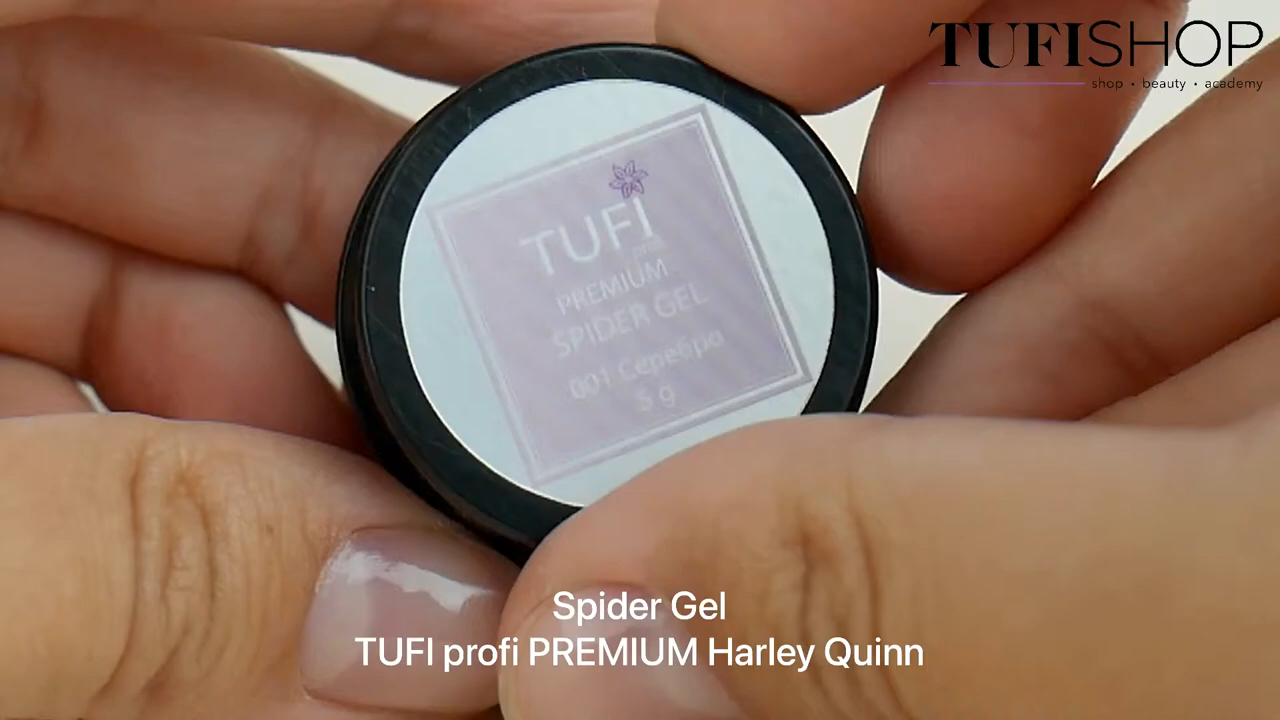 TUFISHOP
shop • beauty • academy
TUFI
profi
PREMIUM
SPIDER GEL
001 Серебро
5 g
Spider Gel
TUFI profi PREMIUM Harley Quinn